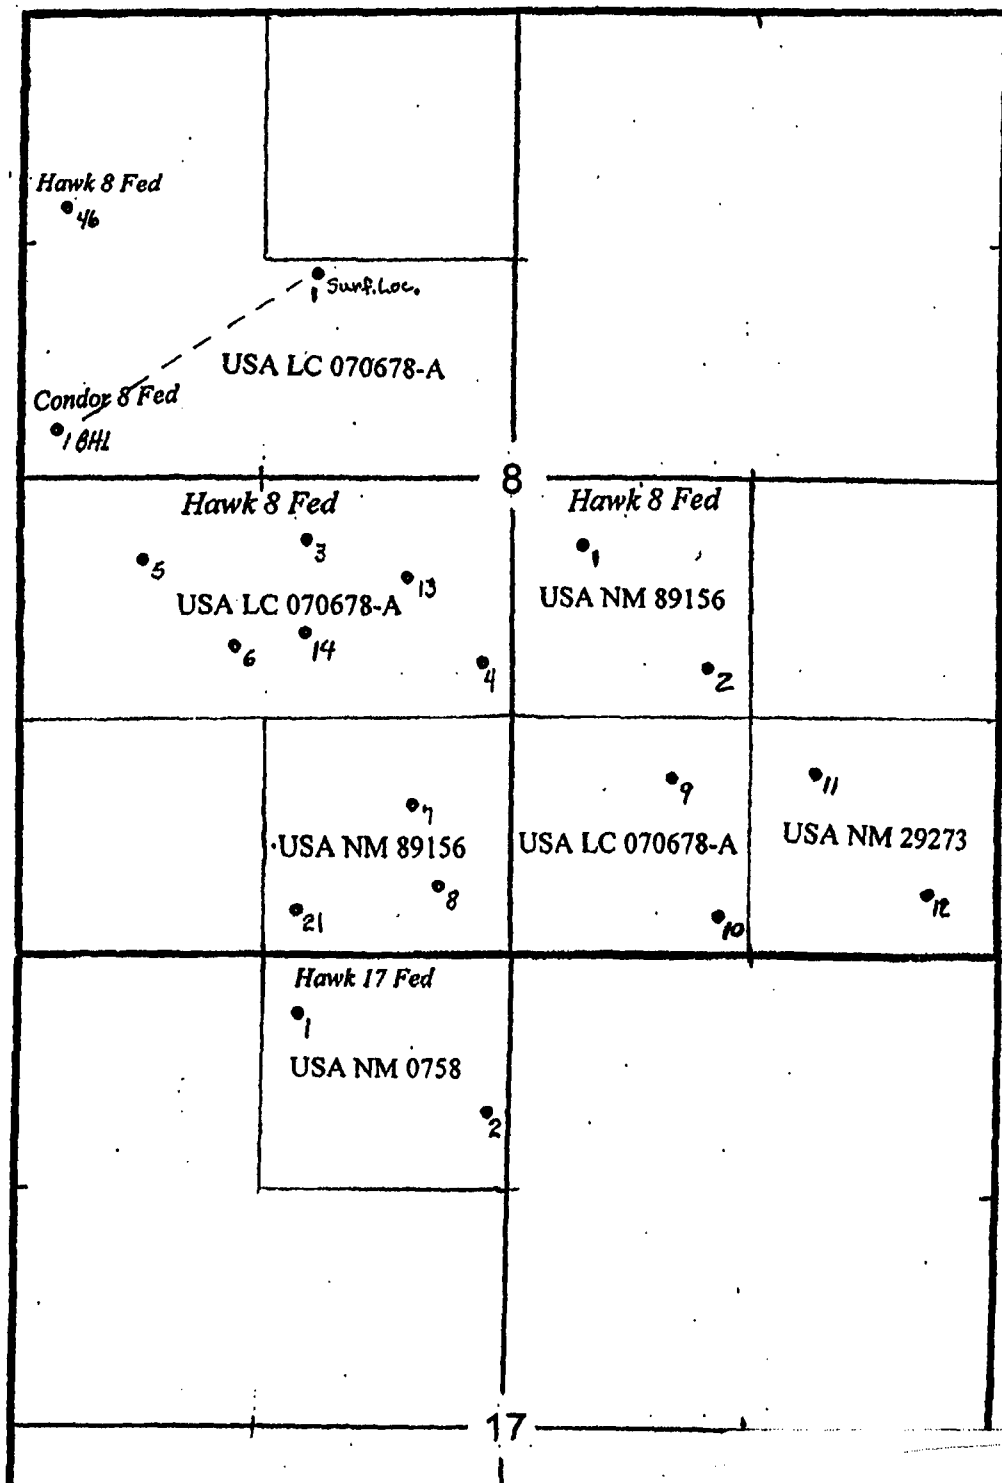 Hawk 8 Fed
46
1 Surf. Loc.
USA LC 070678-A
Condor 8 Fed
1 BHL
8
Hawk 8 Fed
Hawk 8 Fed
3
1
5
13
USA LC 070678-A
USA NM 89156
14
6
4
2
11
9
7
USA NM 89156
USA LC 070678-A
USA NM 29273
8
12
21
10
Hawk 17 Fed
1
USA NM 0758
2
17